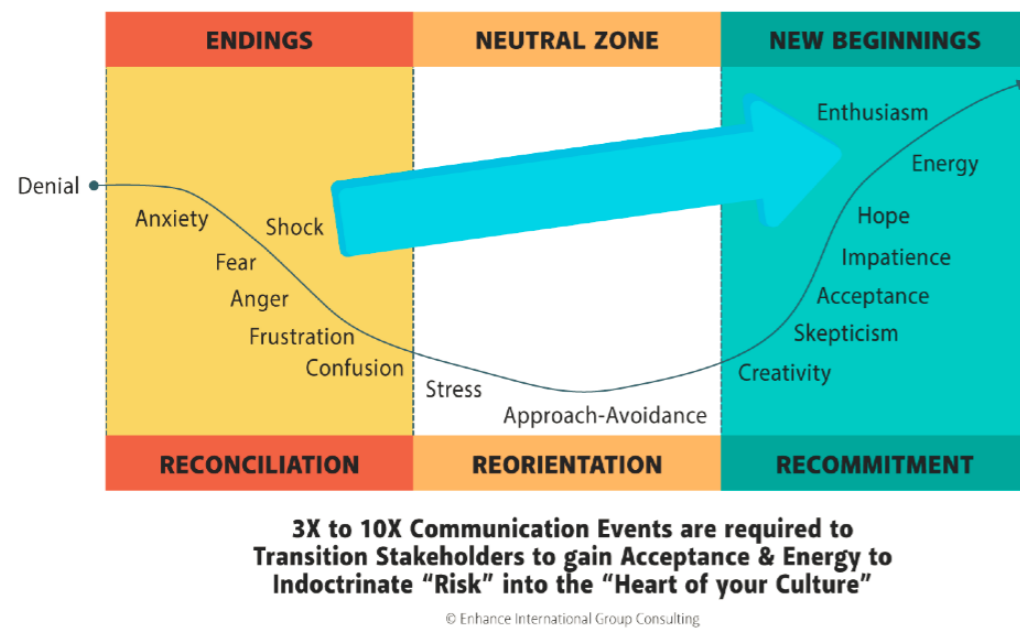 ENDINGS
NEUTRAL ZONE
NEW BEGINNINGS
Denial
Anxiety
Shock
Fear
Anger
Frustration
Confusion
Stress
Approach-Avoidance
Enthusiasm
Energy
Hope
Impatience
Acceptance
Skepticism
Creativity
RECONCILIATION
REORIENTATION
RECOMMITMENT
3X to 10X Communication Events are required to
Transition Stakeholders to gain Acceptance & Energy to
Indoctrinate “Risk” into the “Heart of your Culture”
© Enhance International Group Consulting